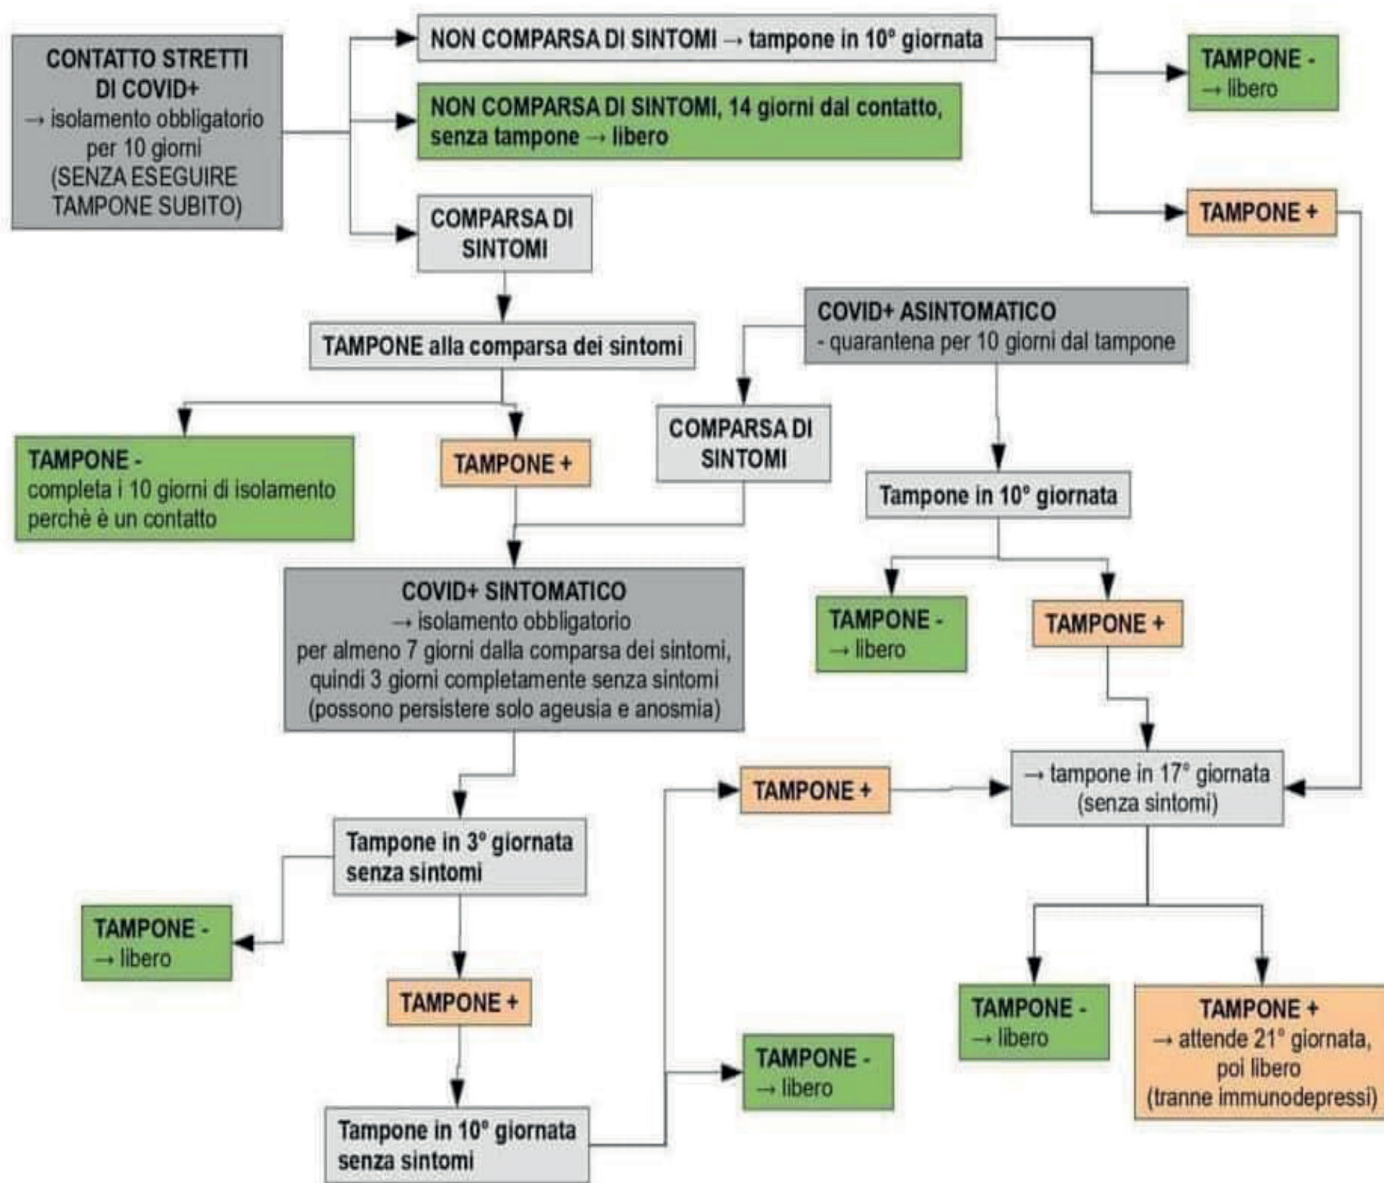 CONTATTO STRETTI
DI COVID+
→ isolamento obbligatorio
per 10 giorni
(SENZA ESEGUIRE
TAMPONE SUBITO)
NON COMPARSA DI SINTOMI → tampone in 10° giornata
NON COMPARSA DI SINTOMI, 14 giorni dal contatto,
senza tampone → libero
COMPARSA DI
SINTOMI
TAMPONE -
→ libero
TAMPONE +
TAMPONE alla comparsa dei sintomi
COVID+ ASINTOMATICO
- quarantena per 10 giorni dal tampone
TAMPONE -
completa i 10 giorni di isolamento
perchè è un contatto
TAMPONE +
COMPARSA DI
SINTOMI
Tampone in 10° giornata
COVID+ SINTOMATICO
→ isolamento obbligatorio
per almeno 7 giorni dalla comparsa dei sintomi,
quindi 3 giorni completamente senza sintomi
(possono persistere solo ageusia e anosmia)
TAMPONE -
→ libero
TAMPONE +
TAMPONE +
→ tampone in 17° giornata
(senza sintomi)
Tampone in 3° giornata
senza sintomi
TAMPONE -
→ libero
TAMPONE +
Tampone in 10° giornata
senza sintomi
TAMPONE -
→ libero
TAMPONE -
→ libero
TAMPONE +
→ attende 21° giornata,
poi libero
(tranne immunodepressi)